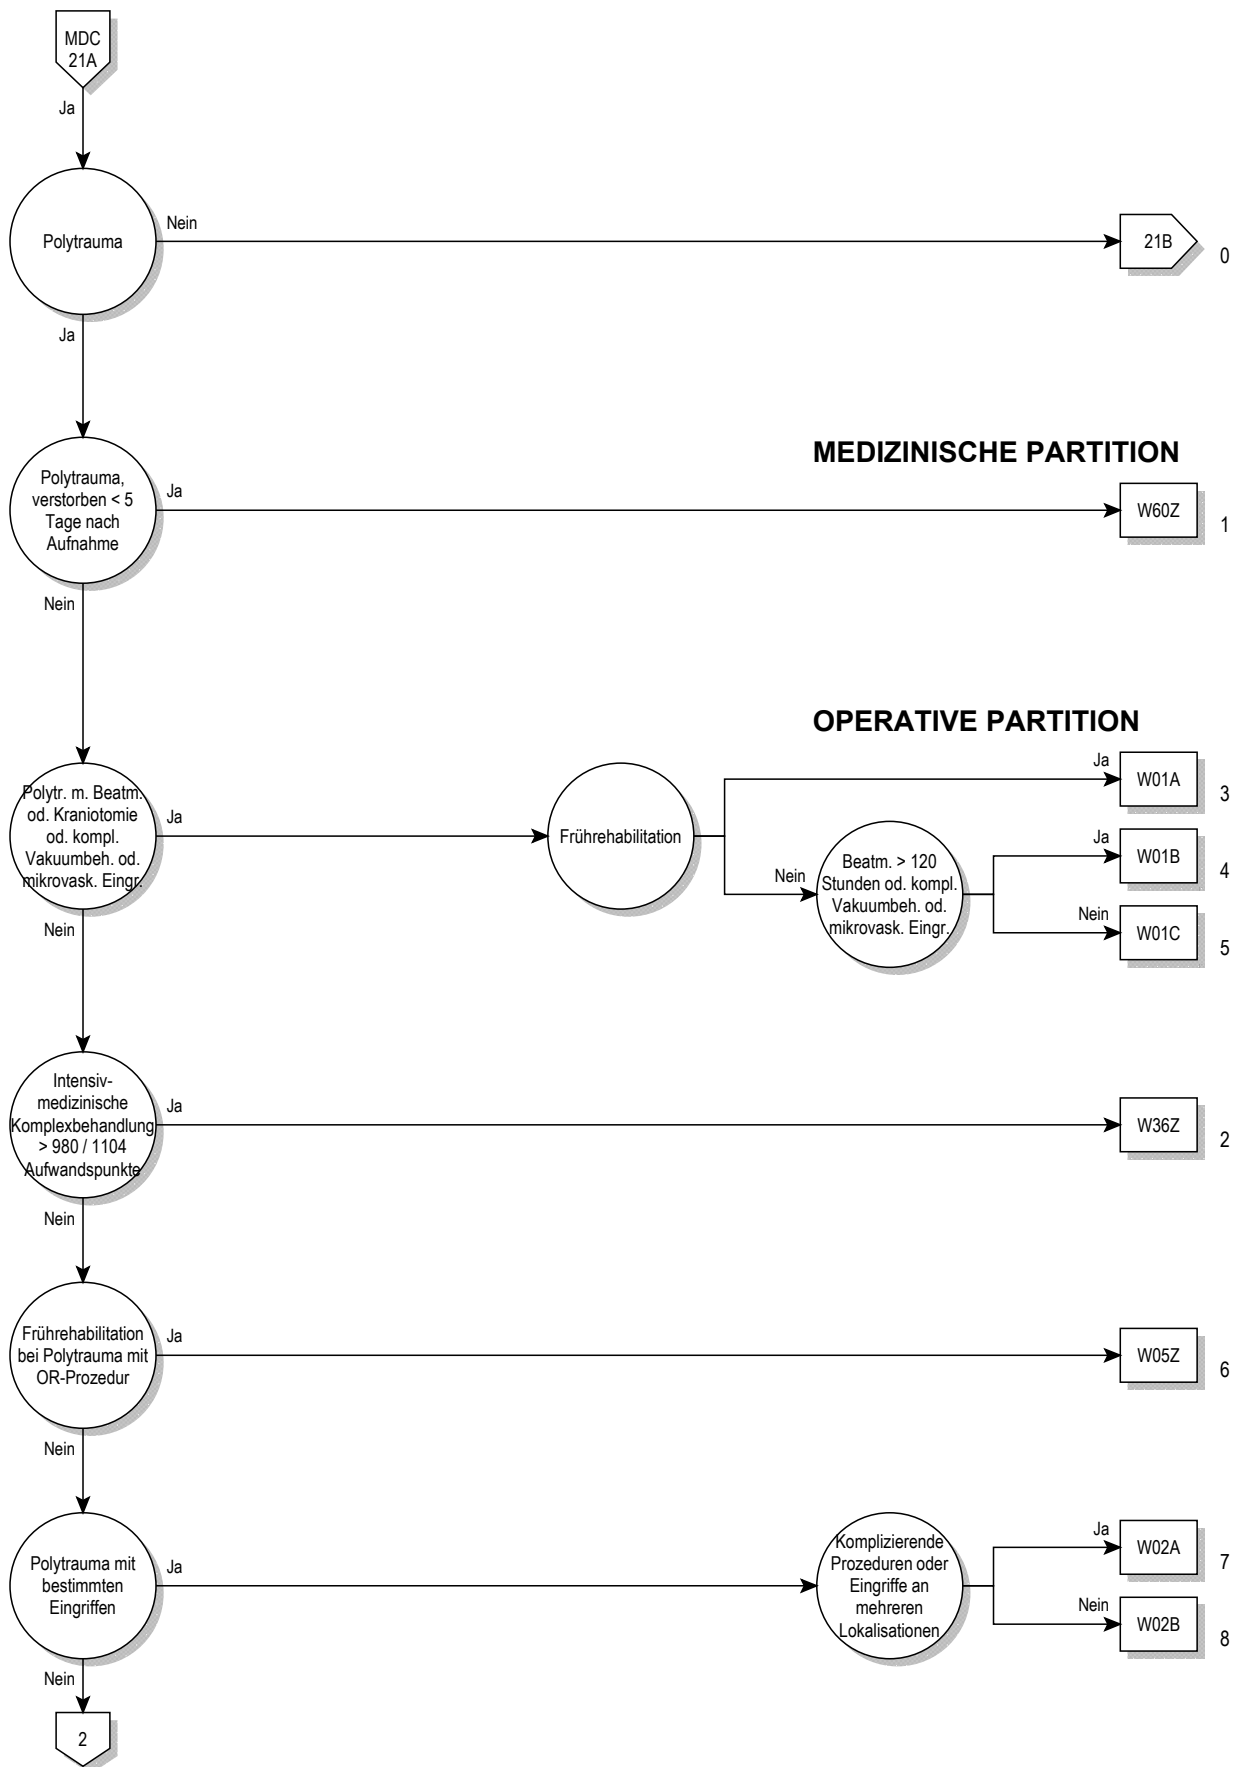 MDC
21A
Ja
Polytrauma
Nein
21B
0
Ja
MEDIZINISCHE PARTITION
Polytrauma,
verstorben < 5
Tage nach
Aufnahme
Ja
W60Z
1
Nein
OPERATIVE PARTITION
Polytr. m. Beatm.
od. Kraniotomie
od. kompl.
Vakuumbeh. od.
mikrovask. Eingr.
Ja
Frührehabilitation
Ja
W01A
3
Nein
Beatm. > 120
Stunden od. kompl.
Vakuumbeh. od.
mikrovask. Eingr.
Ja
W01B
4
Nein
W01C
5
Nein
Intensiv-
medizinische
Komplexbehandlung
> 980 / 1104
Aufwandspunkte
Ja
W36Z
2
Nein
Frührehabilitation
bei Polytrauma mit
OR-Prozedur
Ja
W05Z
6
Nein
Polytrauma mit
bestimmten
Eingriffen
Ja
Komplizierende
Prozeduren oder
Eingriffe an
mehreren
Lokalisationen
Ja
W02A
7
Nein
W02B
8
Nein
2